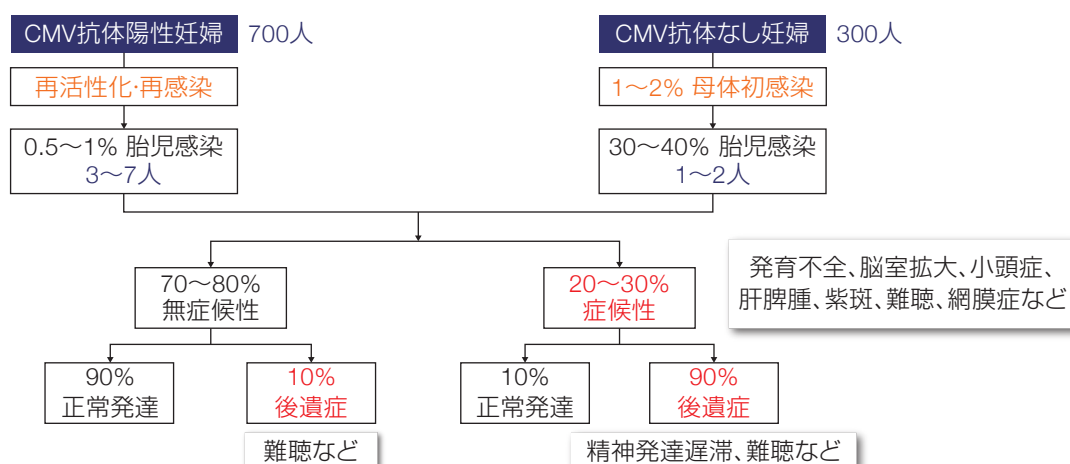 CMV抗体陽性妊婦 700人
CMV抗体なし妊婦 300人
再活性化・再感染
1〜2% 母体初感染
0.5〜1% 胎児感染
3〜7人
30〜40% 胎児感染
1〜2人
70〜80%
無症候性
20〜30%
症候性
発育不全、脳室拡大、小頭症、
肝脾腫、紫斑、難聴、網膜症など
90%
正常発達
10%
後遺症
10%
正常発達
90%
後遺症
難聴など
精神発達遅滞、難聴など